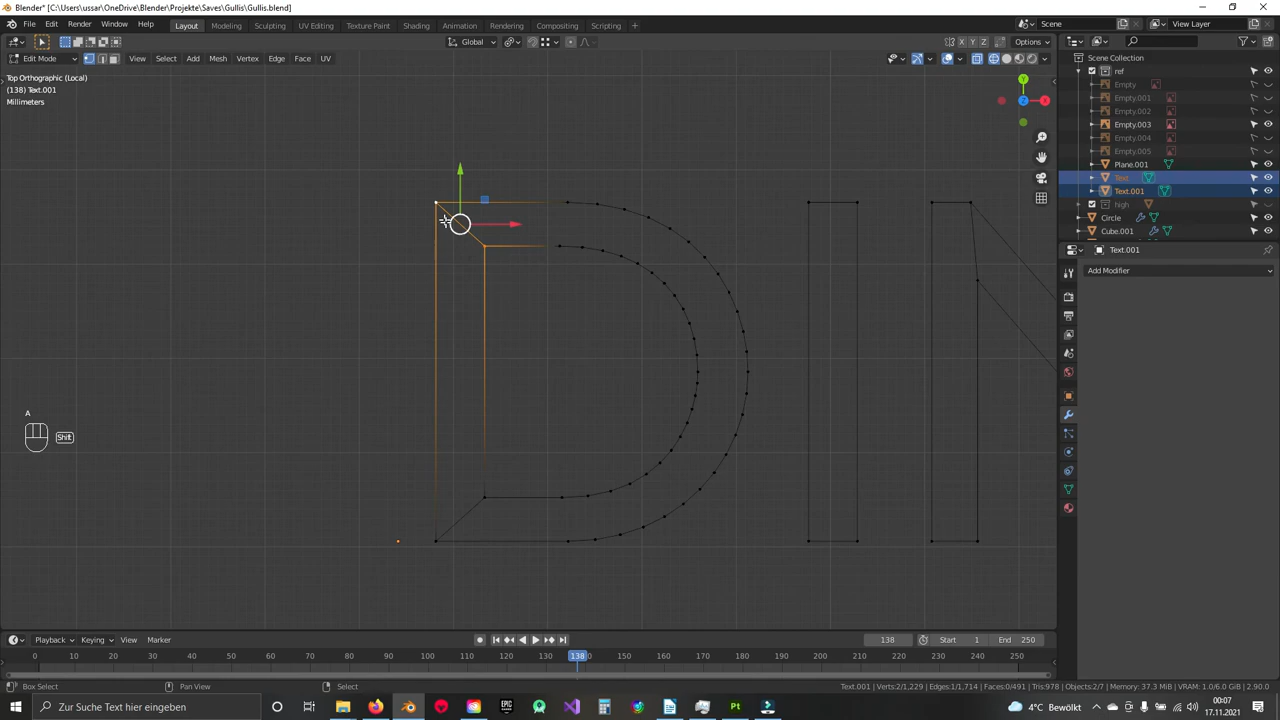 Blender* [C:\Users\ussar\OneDrive\Blender\Projekte\Saves\Gullis\Gullis.blend]
File Edit Render Window Help Layout Modeling Sculpting UV Editing Texture Paint Shading Animation Rendering Compositing Scripting Scene View Layer
Global X Y Z Options
Edit Mode View Select Add Mesh Vertex Edge Face UV
Top Orthographic (Local)
(138) Text.001
Millimeters
Y
Z
X
A
Shift
Scene Collection
ref
Empty
Empty.001
Empty.002
Empty.003
Empty.004
Empty.005
Plane.001
Text
Text.001
high
Circle
Cube.001
Text.001
Add Modifier
Playback Keying View Marker 138 Start 1 End 250
0 10 20 30 40 50 60 70 80 90 100 110 120 130 138 150 160 170 180 190 200 210 220 230 240 250
Box Select Pan View Select Text.001 | Verts:2/1,229 | Edges:1/1,714 | Faces:0/491 | Tris:978 | Objects:2/7 | Memory: 37.3 MiB | VRAM: 1.0/6.0 GiB | 2.90.0
Zur Suche Text hier eingeben Pt 4°C Bewölkt 00:07
17.11.2021